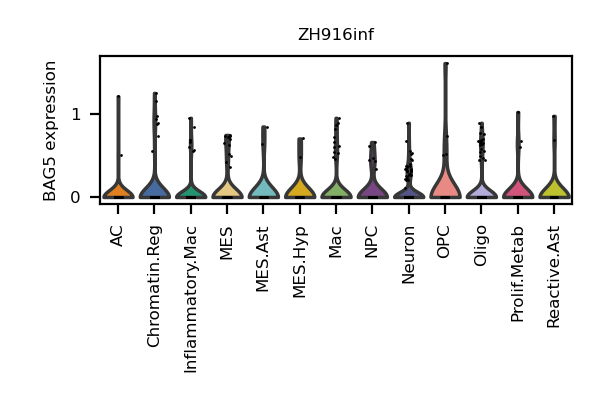 ZH916inf
BAG5 expression
1
0
AC
Chromatin.Reg
Inflammatory.Mac
MES
MES.Ast
MES.Hyp
Mac
NPC
Neuron
OPC
Oligo
Prolif.Metab
Reactive.Ast